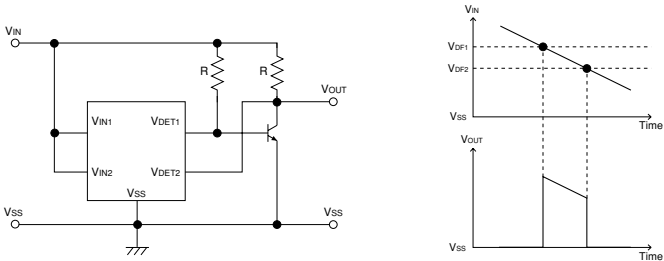 VIN
R
R
VOUT
VIN1
VDET1
VIN2
VDET2
VSS
VSS
VSS
VIN
VDF1
VDF2
VSS
Time
VOUT
VSS
Time